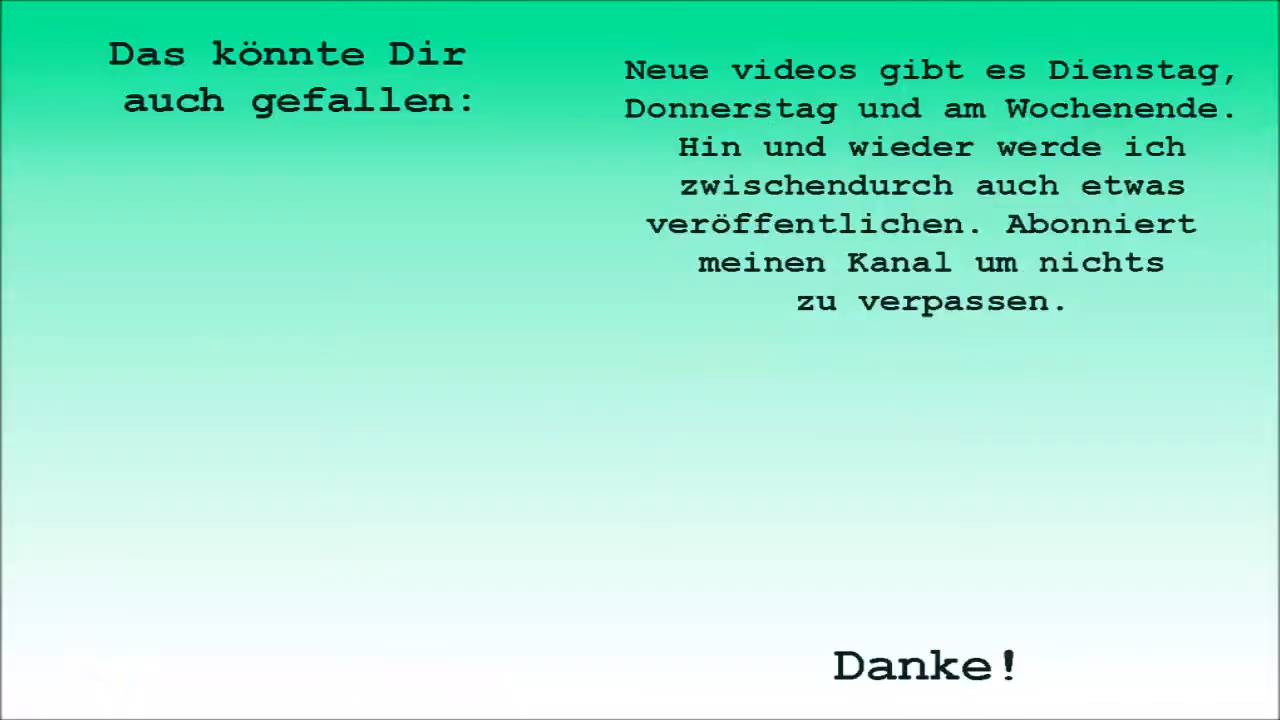 Das könnte Dir
auch gefallen:
Neue videos gibt es Dienstag,
Donnerstag und am Wochenende.
Hin und wieder werde ich
zwischendurch auch etwas
veröffentlichen. Abonniert
meinen Kanal um nichts
zu verpassen.
Danke!